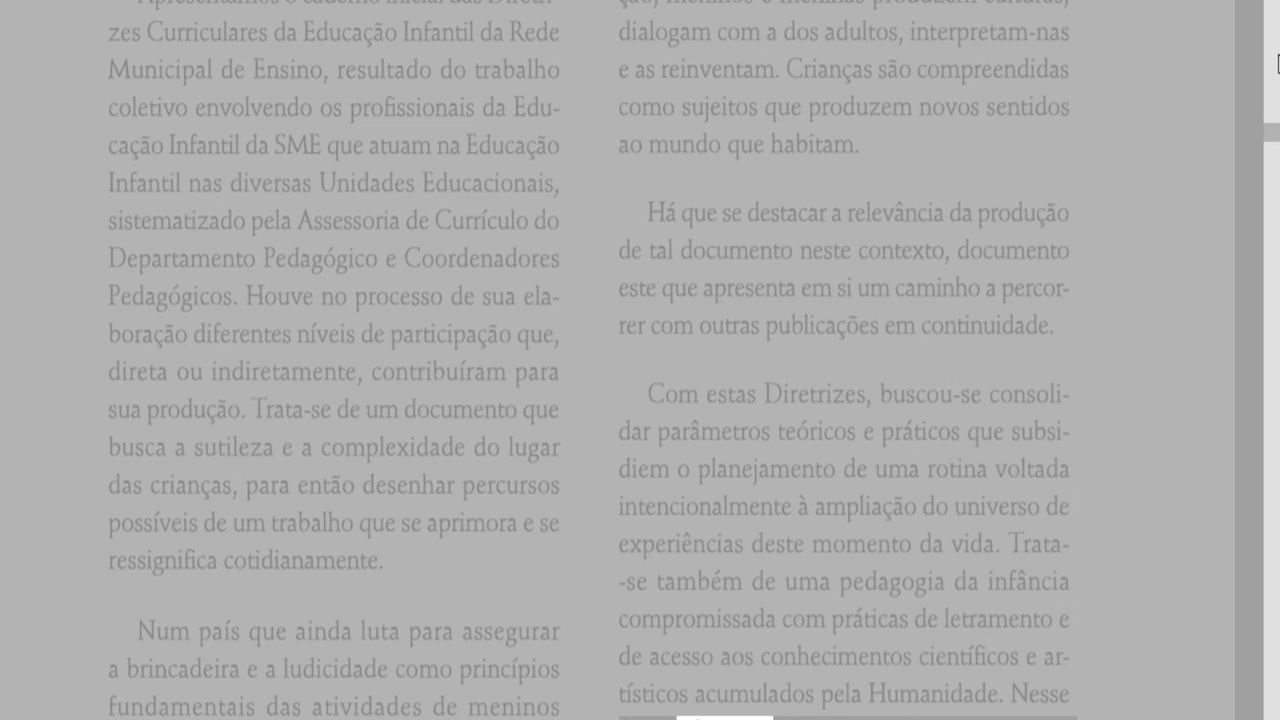 Apresentamos o caderno inicial das Diretri-
zes Curriculares da Educação Infantil da Rede
Municipal de Ensino, resultado do trabalho
coletivo envolvendo os profissionais da Edu-
cação Infantil da SME que atuam na Educação
Infantil nas diversas Unidades Educacionais,
sistematizado pela Assessoria de Currículo do
Departamento Pedagógico e Coordenadores
Pedagógicos. Houve no processo de sua ela-
boração diferentes níveis de participação que,
direta ou indiretamente, contribuíram para
sua produção. Trata-se de um documento que
busca a sutileza e a complexidade do lugar
das crianças, para então desenhar percursos
possíveis de um trabalho que se aprimora e se
ressignifica cotidianamente.
Num país que ainda luta para assegurar
a brincadeira e a ludicidade como princípios
fundamentais das atividades de meninos
ção, meninos e meninas produzem culturas,
dialogam com a dos adultos, interpretam-nas
e as reinventam. Crianças são compreendidas
como sujeitos que produzem novos sentidos
ao mundo que habitam.
Há que se destacar a relevância da produção
de tal documento neste contexto, documento
este que apresenta em si um caminho a percor-
rer com outras publicações em continuidade.
Com estas Diretrizes, buscou-se consoli-
dar parâmetros teóricos e práticos que subsi-
diem o planejamento de uma rotina voltada
intencionalmente à ampliação do universo de
experiências deste momento da vida. Trata-
-se também de uma pedagogia da infância
compromissada com práticas de letramento e
de acesso aos conhecimentos científicos e ar-
tísticos acumulados pela Humanidade. Nesse